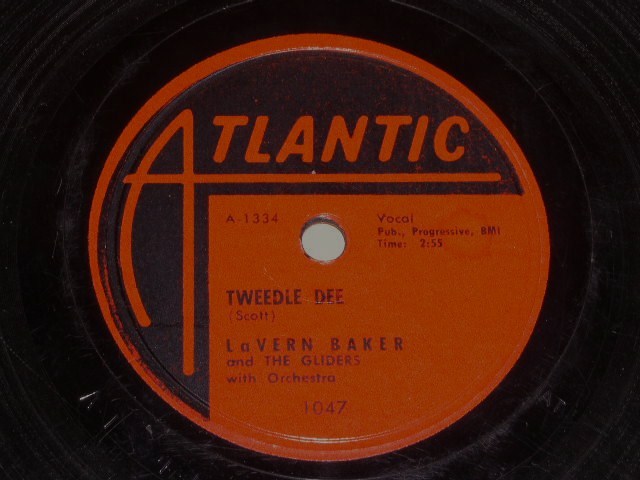 ATLANTIC
A-1334
Vocal
Pub., Progressive, BMI
Time: 2:55
TWEEDLE DEE
(Scott)
LaVERN BAKER
and THE GLIDERS
with Orchestra
1047